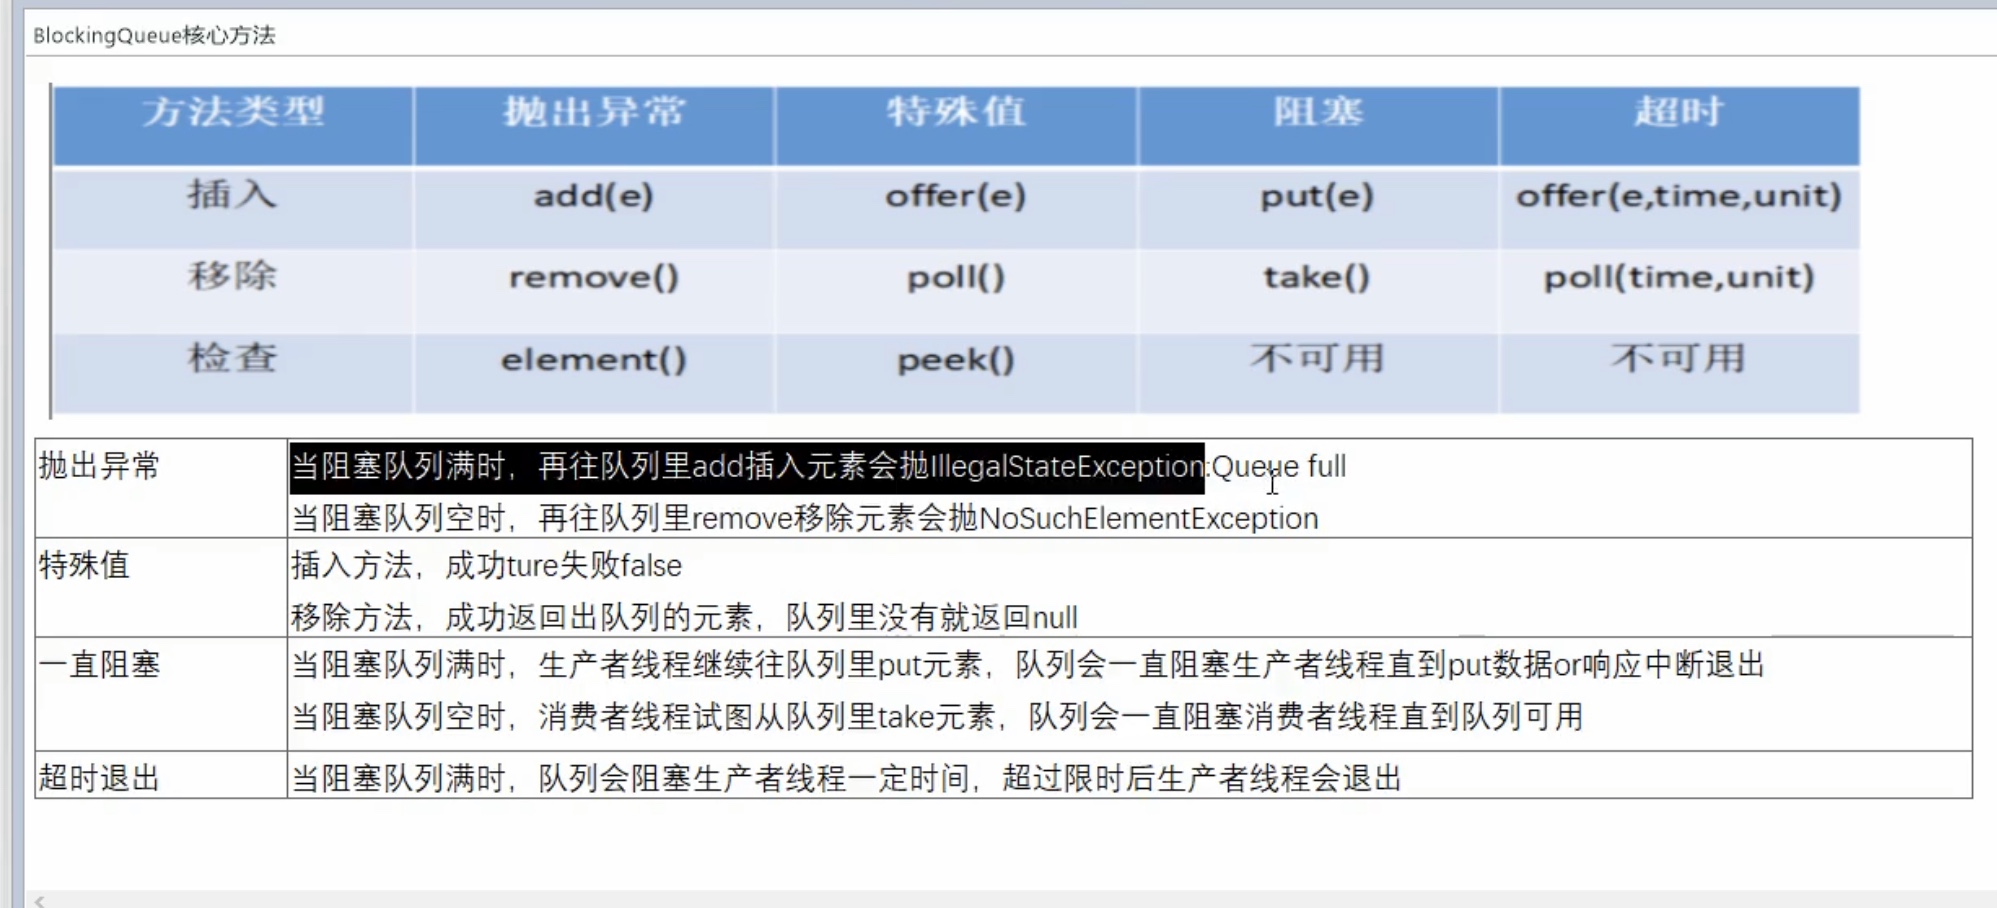 BlockingQueue核心方法
方法类型 抛出异常 特殊值 阻塞 超时
插入 add(e) offer(e) put(e) offer(e,time,unit)
移除 remove() poll() take() poll(time,unit)
检查 element() peek() 不可用 不可用
抛出异常 当阻塞队列满时，再往队列里add插入元素会抛IllegalStateException:Queue full
当阻塞队列空时，再往队列里remove移除元素会抛NoSuchElementException
特殊值 插入方法，成功ture失败false
移除方法，成功返回出队列的元素，队列里没有就返回null
一直阻塞 当阻塞队列满时，生产者线程继续往队列里put元素，队列会一直阻塞生产者线程直到put数据or响应中断退出
当阻塞队列空时，消费者线程试图从队列里take元素，队列会一直阻塞消费者线程直到队列可用
超时退出 当阻塞队列满时，队列会阻塞生产者线程一定时间，超过限时后生产者线程会退出